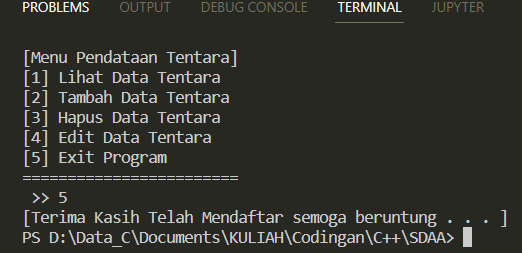 PROBLEMS OUTPUT DEBUG CONSOLE TERMINAL JUPYTER
[Menu Pendataan Tentara]
[1] Lihat Data Tentara
[2] Tambah Data Tentara
[3] Hapus Data Tentara
[4] Edit Data Tentara
[5] Exit Program
========================
>> 5
[Terima Kasih Telah Mendaftar semoga beruntung . . . ]
PS D:\Data_C\Documents\KULIAH\Codingan\C++\SDAA>